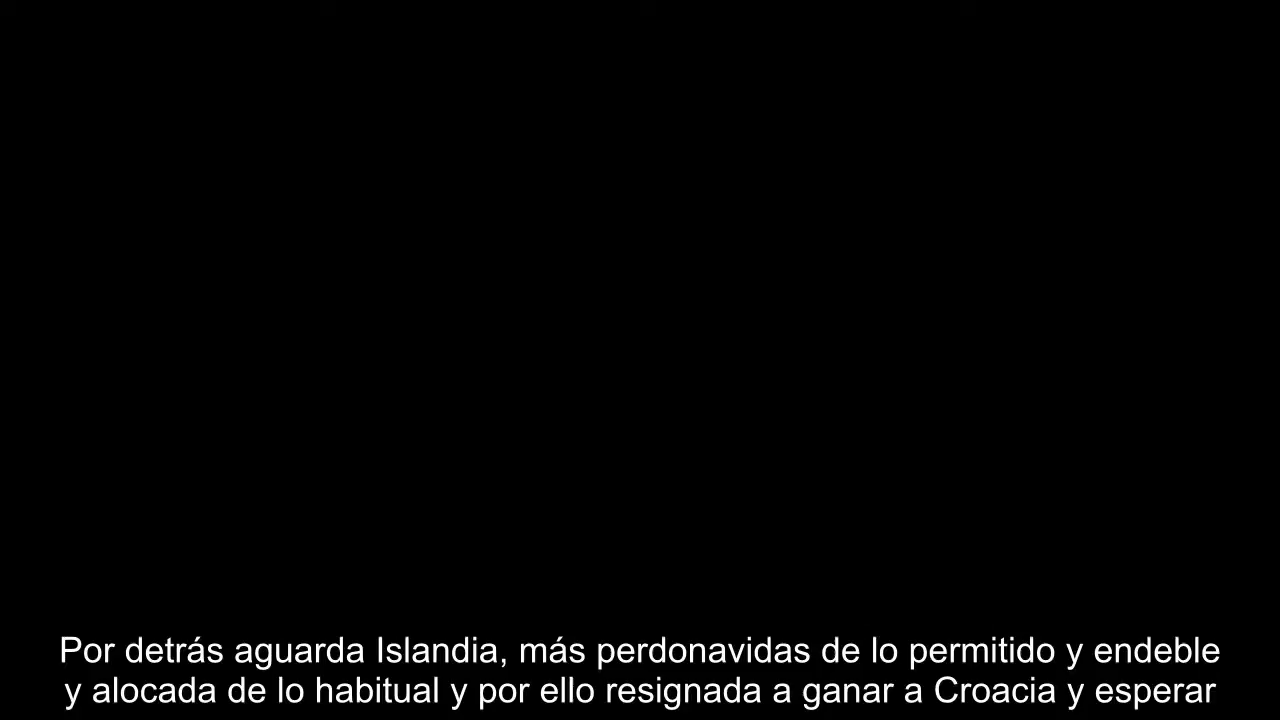 Por detrás aguarda Islandia, más perdonavidas de lo permitido y endeble
y alocada de lo habitual y por ello resignada a ganar a Croacia y esperar